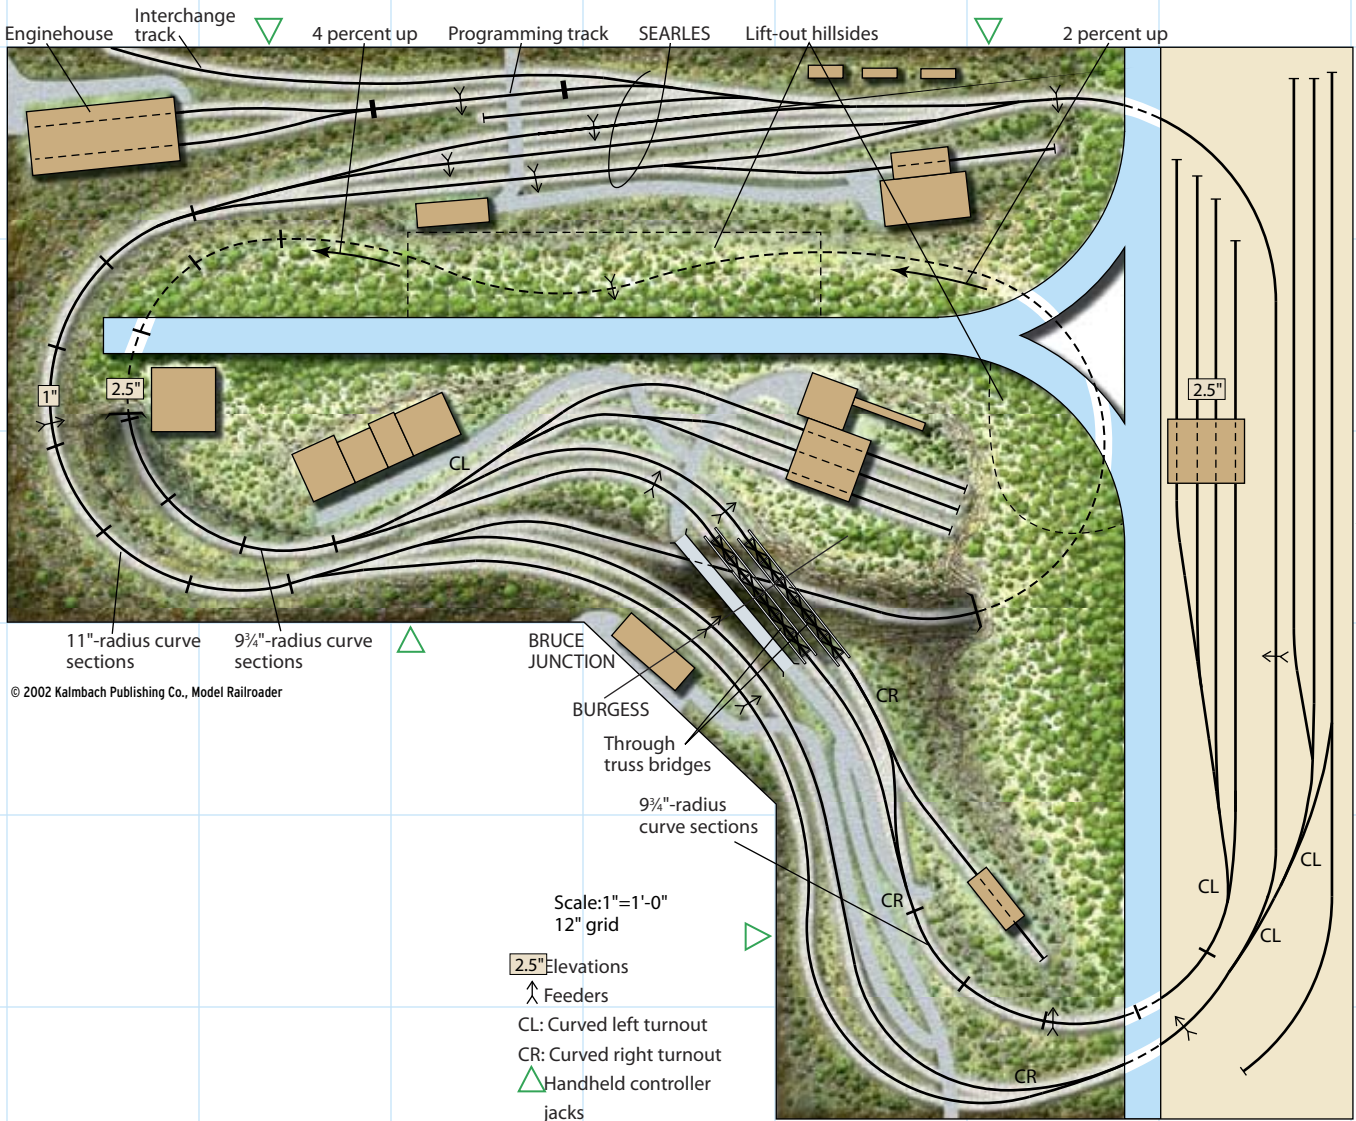 Interchange
track
Enginehouse
4 percent up
Programming track
SEARLES
Lift-out hillsides
2 percent up
1"
2.5"
2.5"
CL
11"-radius curve
sections
9¾"-radius curve
sections
BRUCE
JUNCTION
© 2002 Kalmbach Publishing Co., Model Railroader
BURGESS
CR
Through
truss bridges
9¾"-radius
curve sections
CL
CL
CR
CL
Scale:1"=1'-0"
12" grid
2.5" Elevations
Feeders
CL: Curved left turnout
CR: Curved right turnout
CR
Handheld controller
jacks